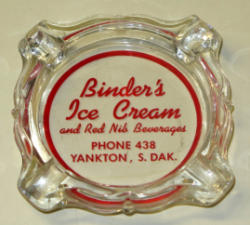 Binder's
Ice Cream
and Red Nib Beverages
PHONE 438
YANKTON, S. DAK.